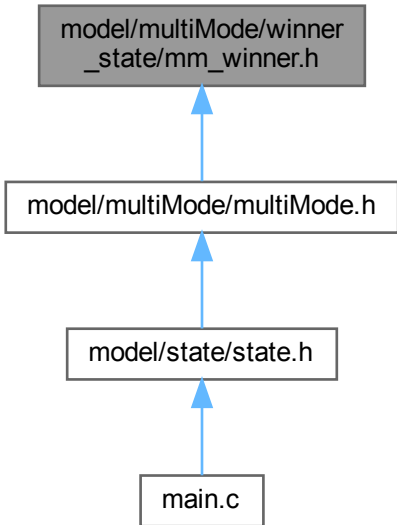 model/multiMode/winner
_state/mm_winner.h
model/multiMode/multiMode.h
model/state/state.h
main.c